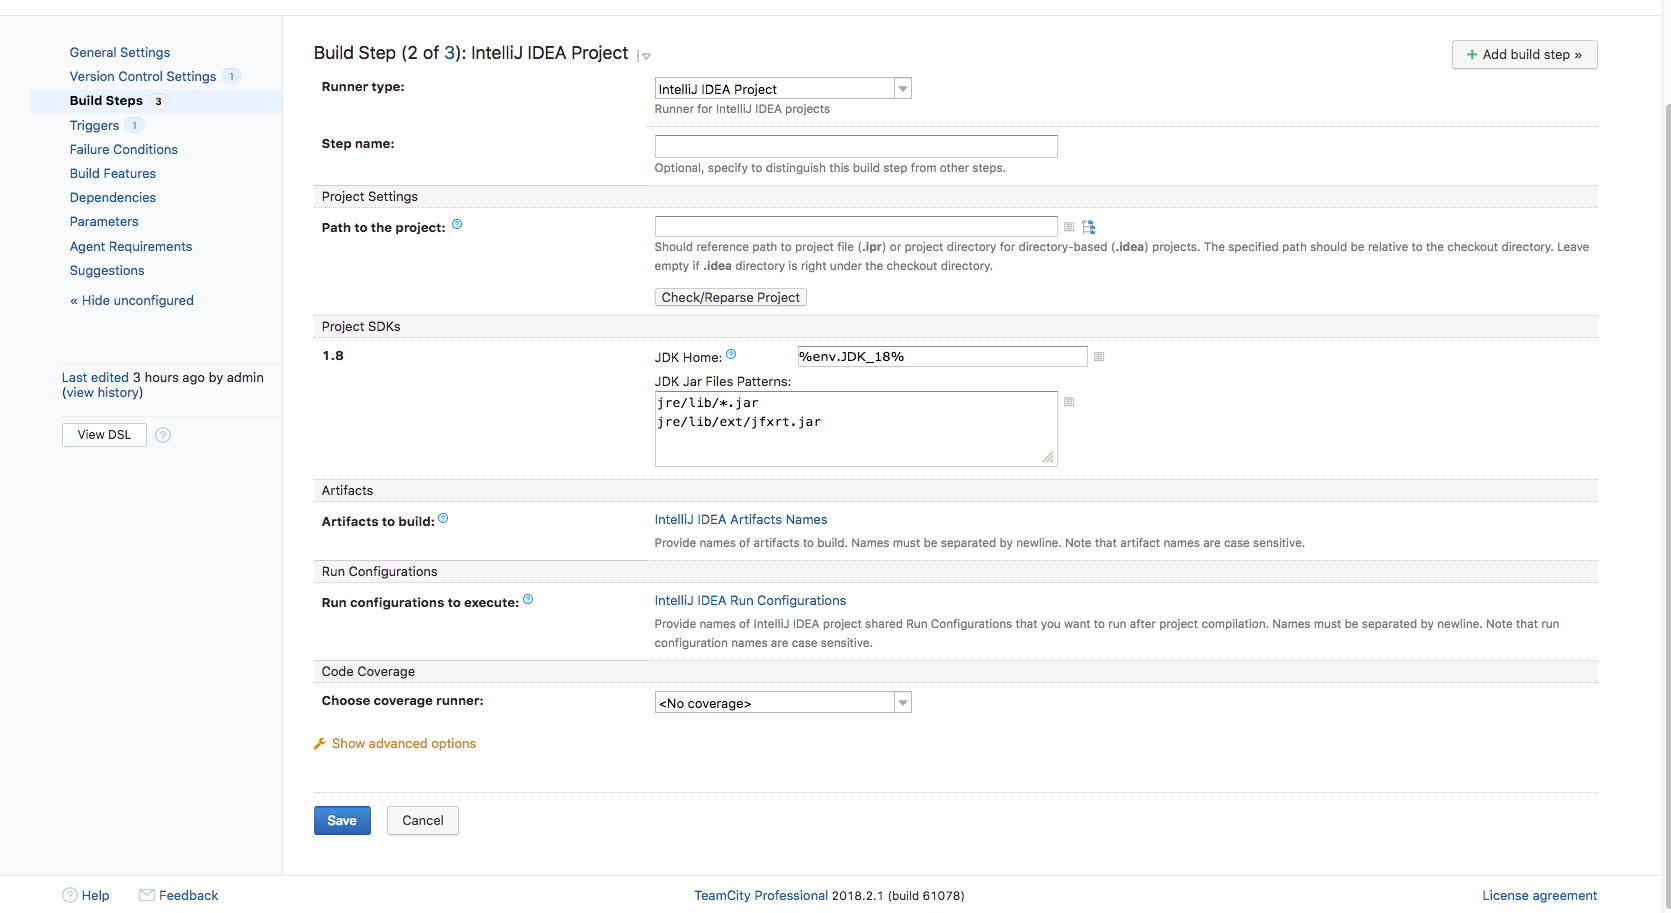 General Settings
Version Control Settings 1
Build Steps 3
Triggers 1
Failure Conditions
Build Features
Dependencies
Parameters
Agent Requirements
Suggestions
« Hide unconfigured
Last edited 3 hours ago by admin
(view history)
View DSL ?
Build Step (2 of 3): IntelliJ IDEA Project
+ Add build step »
Runner type:
IntelliJ IDEA Project
Runner for IntelliJ IDEA projects
Step name:
Optional, specify to distinguish this build step from other steps.
Project Settings
Path to the project: ?
Should reference path to project file (.ipr) or project directory for directory-based (.idea) projects. The specified path should be relative to the checkout directory. Leave
empty if .idea directory is right under the checkout directory.
Check/Reparse Project
Project SDKs
1.8
JDK Home: ? %env.JDK_18%
JDK Jar Files Patterns:
jre/lib/*.jar
jre/lib/ext/jfxrt.jar
Artifacts
Artifacts to build: ?
IntelliJ IDEA Artifacts Names
Provide names of artifacts to build. Names must be separated by newline. Note that artifact names are case sensitive.
Run Configurations
Run configurations to execute: ?
IntelliJ IDEA Run Configurations
Provide names of IntelliJ IDEA project shared Run Configurations that you want to run after project compilation. Names must be separated by newline. Note that run
configuration names are case sensitive.
Code Coverage
Choose coverage runner:
<No coverage>
Show advanced options
Save Cancel
? Help Feedback
TeamCity Professional 2018.2.1 (build 61078)
License agreement